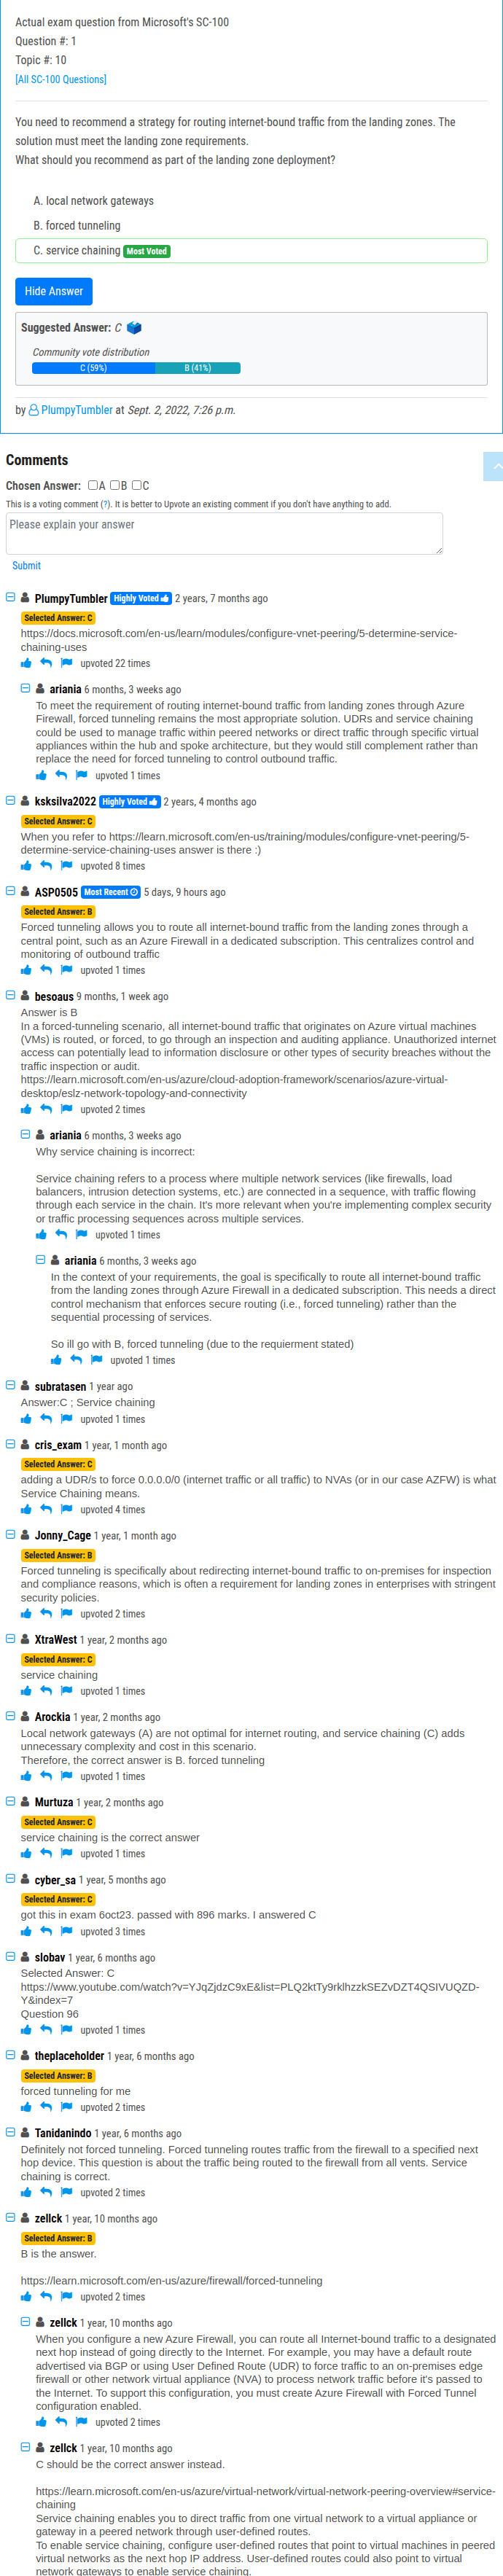 Actual exam question from Microsoft's SC-100
Question #: 1
Topic #: 10
[All SC-100 Questions]
You need to recommend a strategy for routing internet-bound traffic from the landing zones. The
solution must meet the landing zone requirements.
What should you recommend as part of the landing zone deployment?
A. local network gateways
B. forced tunneling
C. service chaining Most Voted
Hide Answer
Suggested Answer: C
Community vote distribution
C (59%) B (41%)
by PlumpyTumbler at Sept. 2, 2022, 7:26 p.m.
Comments
Chosen Answer: A B C
This is a voting comment (?). It is better to Upvote an existing comment if you don't have anything to add.
Please explain your answer
Submit
PlumpyTumbler Highly Voted 2 years, 7 months ago
Selected Answer: C
https://docs.microsoft.com/en-us/learn/modules/configure-vnet-peering/5-determine-service-
chaining-uses
upvoted 22 times
ariania 6 months, 3 weeks ago
To meet the requirement of routing internet-bound traffic from landing zones through Azure
Firewall, forced tunneling remains the most appropriate solution. UDRs and service chaining
could be used to manage traffic within peered networks or direct traffic through specific virtual
appliances within the hub and spoke architecture, but they would still complement rather than
replace the need for forced tunneling to control outbound traffic.
upvoted 1 times
ksksilva2022 Highly Voted 2 years, 4 months ago
Selected Answer: C
When you refer to https://learn.microsoft.com/en-us/training/modules/configure-vnet-peering/5-
determine-service-chaining-uses answer is there :)
upvoted 8 times
ASP0505 Most Recent 5 days, 9 hours ago
Selected Answer: B
Forced tunneling allows you to route all internet-bound traffic from the landing zones through a
central point, such as an Azure Firewall in a dedicated subscription. This centralizes control and
monitoring of outbound traffic
upvoted 1 times
besoaus 9 months, 1 week ago
Answer is B
In a forced-tunneling scenario, all internet-bound traffic that originates on Azure virtual machines
(VMs) is routed, or forced, to go through an inspection and auditing appliance. Unauthorized internet
access can potentially lead to information disclosure or other types of security breaches without the
traffic inspection or audit.
https://learn.microsoft.com/en-us/azure/cloud-adoption-framework/scenarios/azure-virtual-
desktop/eslz-network-topology-and-connectivity
upvoted 2 times
ariania 6 months, 3 weeks ago
Why service chaining is incorrect:
Service chaining refers to a process where multiple network services (like firewalls, load
balancers, intrusion detection systems, etc.) are connected in a sequence, with traffic flowing
through each service in the chain. It's more relevant when you're implementing complex security
or traffic processing sequences across multiple services.
upvoted 1 times
ariania 6 months, 3 weeks ago
In the context of your requirements, the goal is specifically to route all internet-bound traffic
from the landing zones through Azure Firewall in a dedicated subscription. This needs a direct
control mechanism that enforces secure routing (i.e., forced tunneling) rather than the
sequential processing of services.
So ill go with B, forced tunneling (due to the requierment stated)
upvoted 1 times
subratasen 1 year ago
Answer:C ; Service chaining
upvoted 1 times
cris_exam 1 year, 1 month ago
Selected Answer: C
adding a UDR/s to force 0.0.0.0/0 (internet traffic or all traffic) to NVAs (or in our case AZFW) is what
Service Chaining means.
upvoted 4 times
Jonny_Cage 1 year, 1 month ago
Selected Answer: B
Forced tunneling is specifically about redirecting internet-bound traffic to on-premises for inspection
and compliance reasons, which is often a requirement for landing zones in enterprises with stringent
security policies.
upvoted 2 times
XtraWest 1 year, 2 months ago
Selected Answer: C
service chaining
upvoted 1 times
Arockia 1 year, 2 months ago
Local network gateways (A) are not optimal for internet routing, and service chaining (C) adds
unnecessary complexity and cost in this scenario.
Therefore, the correct answer is B. forced tunneling
upvoted 1 times
Murtuza 1 year, 2 months ago
Selected Answer: C
service chaining is the correct answer
upvoted 1 times
cyber_sa 1 year, 5 months ago
Selected Answer: C
got this in exam 6oct23. passed with 896 marks. I answered C
upvoted 3 times
slobav 1 year, 6 months ago
Selected Answer: C
https://www.youtube.com/watch?v=YJqZjdzC9xE&list=PLQ2ktTy9rklhzzkSEZvDZT4QSIVUQZD-
Y&index=7
Question 96
upvoted 1 times
theplaceholder 1 year, 6 months ago
Selected Answer: B
forced tunneling for me
upvoted 2 times
Tanidanindo 1 year, 6 months ago
Definitely not forced tunneling. Forced tunneling routes traffic from the firewall to a specified next
hop device. This question is about the traffic being routed to the firewall from all vents. Service
chaining is correct.
upvoted 2 times
zellck 1 year, 10 months ago
Selected Answer: B
B is the answer.
https://learn.microsoft.com/en-us/azure/firewall/forced-tunneling
upvoted 2 times
zellck 1 year, 10 months ago
When you configure a new Azure Firewall, you can route all Internet-bound traffic to a designated
next hop instead of going directly to the Internet. For example, you may have a default route
advertised via BGP or using User Defined Route (UDR) to force traffic to an on-premises edge
firewall or other network virtual appliance (NVA) to process network traffic before it's passed to
the Internet. To support this configuration, you must create Azure Firewall with Forced Tunnel
configuration enabled.
upvoted 2 times
zellck 1 year, 10 months ago
C should be the correct answer instead.
https://learn.microsoft.com/en-us/azure/virtual-network/virtual-network-peering-overview#service-
chaining
Service chaining enables you to direct traffic from one virtual network to a virtual appliance or
gateway in a peered network through user-defined routes.
To enable service chaining, configure user-defined routes that point to virtual machines in peered
virtual networks as the next hop IP address. User-defined routes could also point to virtual
network gateways to enable service chaining.